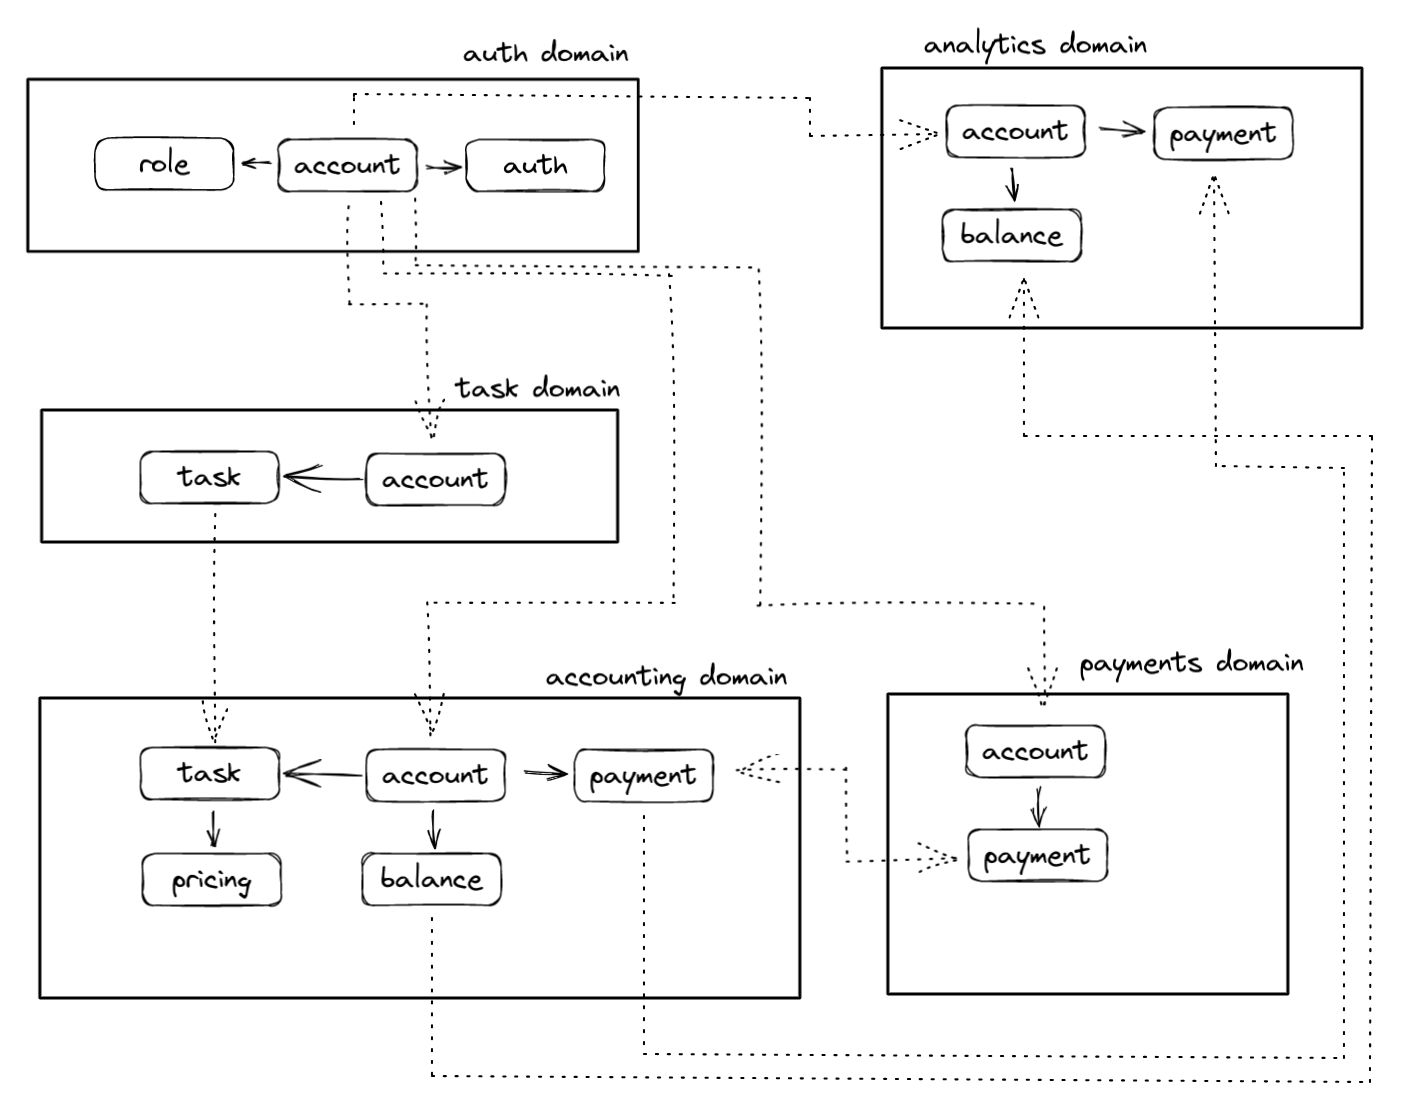 auth domain
role
account
auth
analytics domain
account
payment
balance
task domain
task
account
accounting domain
task
account
payment
pricing
balance
payments domain
account
payment